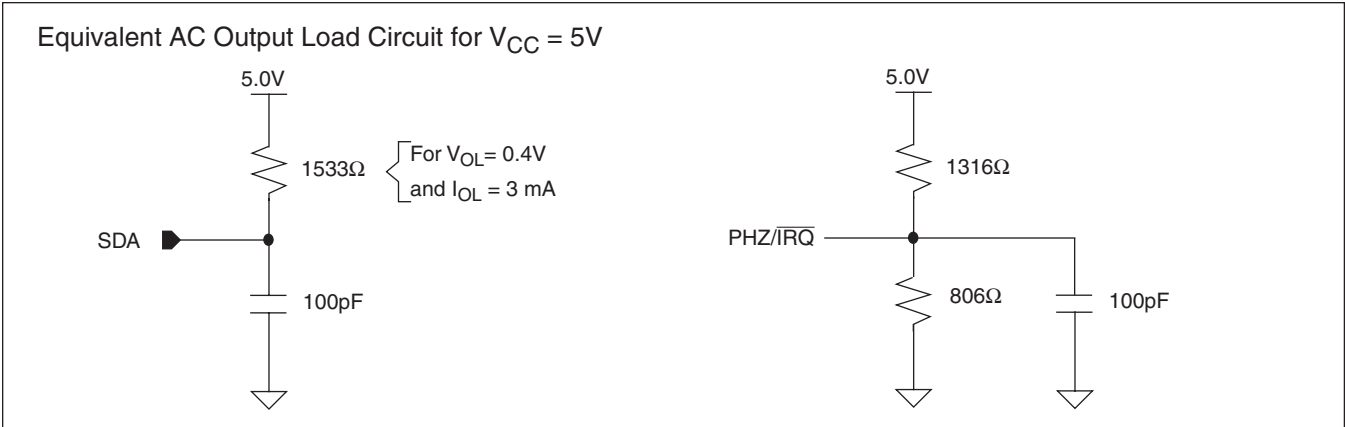 Equivalent AC Output Load Circuit for VCC = 5V
5.0V
1533Ω
For VOL= 0.4V
and IOL = 3 mA
SDA
100pF
5.0V
1316Ω
PHZ/I̅R̅Q̅
806Ω
100pF